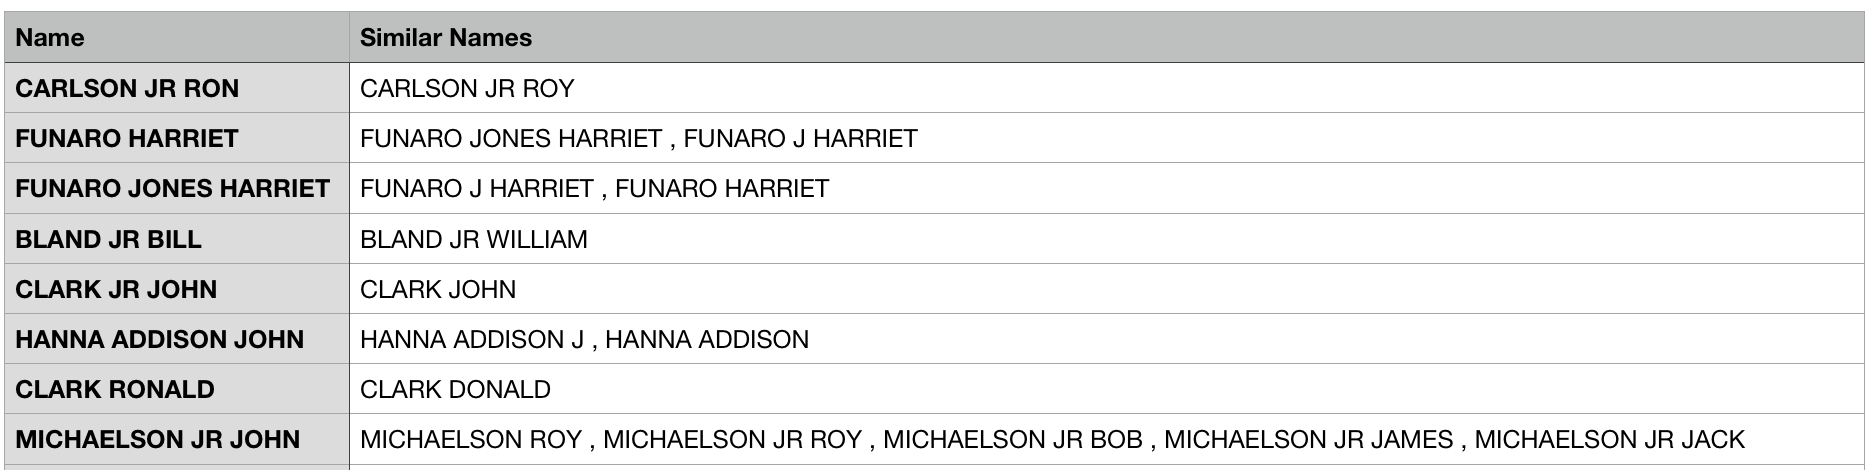 Name Similar Names
CARLSON JR RON CARLSON JR ROY
FUNARO HARRIET FUNARO JONES HARRIET , FUNARO J HARRIET
FUNARO JONES HARRIET FUNARO J HARRIET , FUNARO HARRIET
BLAND JR BILL BLAND JR WILLIAM
CLARK JR JOHN CLARK JOHN
HANNA ADDISON JOHN HANNA ADDISON J , HANNA ADDISON
CLARK RONALD CLARK DONALD
MICHAELSON JR JOHN MICHAELSON ROY , MICHAELSON JR ROY , MICHAELSON JR BOB , MICHAELSON JR JAMES , MICHAELSON JR JACK